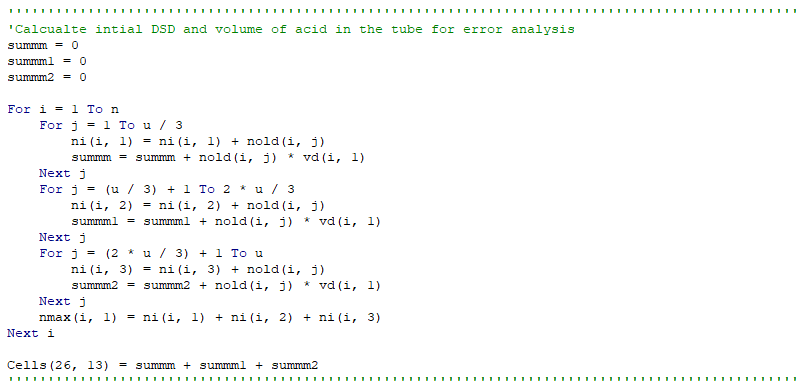 'Calcualte intial DSD and volume of acid in the tube for error analysis
summm = 0
summm1 = 0
summm2 = 0
For i = 1 To n
For j = 1 To u / 3
ni(i, 1) = ni(i, 1) + nold(i, j)
summm = summm + nold(i, j) * vd(i, 1)
Next j
For j = (u / 3) + 1 To 2 * u / 3
ni(i, 2) = ni(i, 2) + nold(i, j)
summm1 = summm1 + nold(i, j) * vd(i, 1)
Next j
For j = (2 * u / 3) + 1 To u
ni(i, 3) = ni(i, 3) + nold(i, j)
summm2 = summm2 + nold(i, j) * vd(i, 1)
Next j
nmax(i, 1) = ni(i, 1) + ni(i, 2) + ni(i, 3)
Next i
Cells(26, 13) = summm + summm1 + summm2